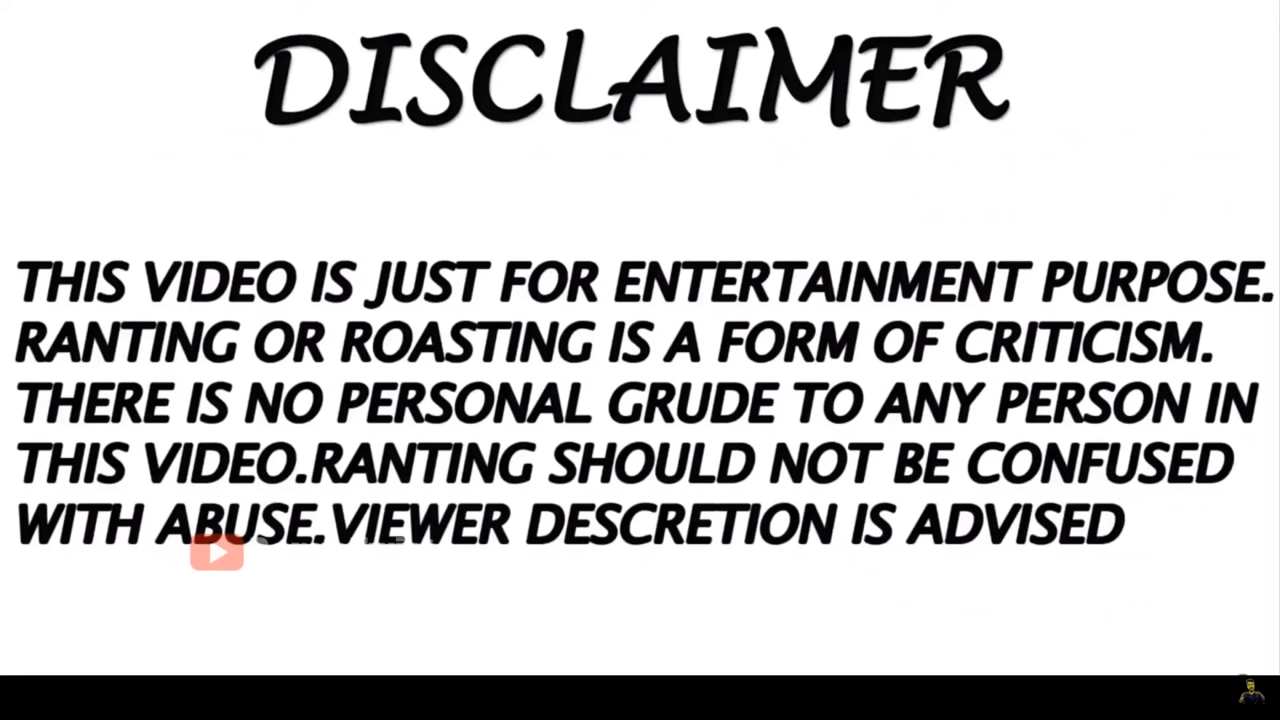 DISCLAIMER
THIS VIDEO IS JUST FOR ENTERTAINMENT PURPOSE.
RANTING OR ROASTING IS A FORM OF CRITICISM.
THERE IS NO PERSONAL GRUDE TO ANY PERSON IN
THIS VIDEO.RANTING SHOULD NOT BE CONFUSED
WITH ABUSE.VIEWER DESCRETION IS ADVISED